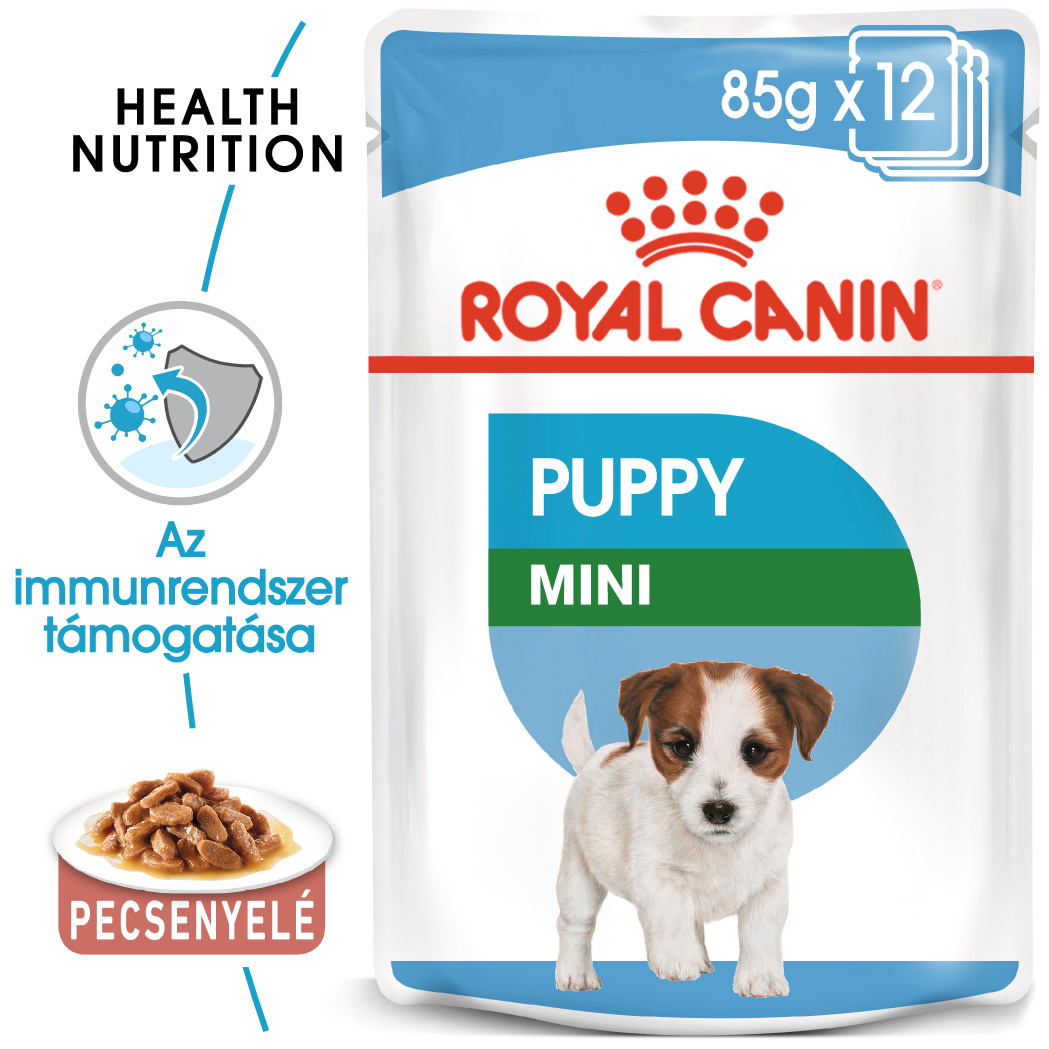 HEALTH
NUTRITION
Az
immunrendszer
támogatása
PECSENYELÉ
85g x 12
ROYAL CANIN®
PUPPY
MINI